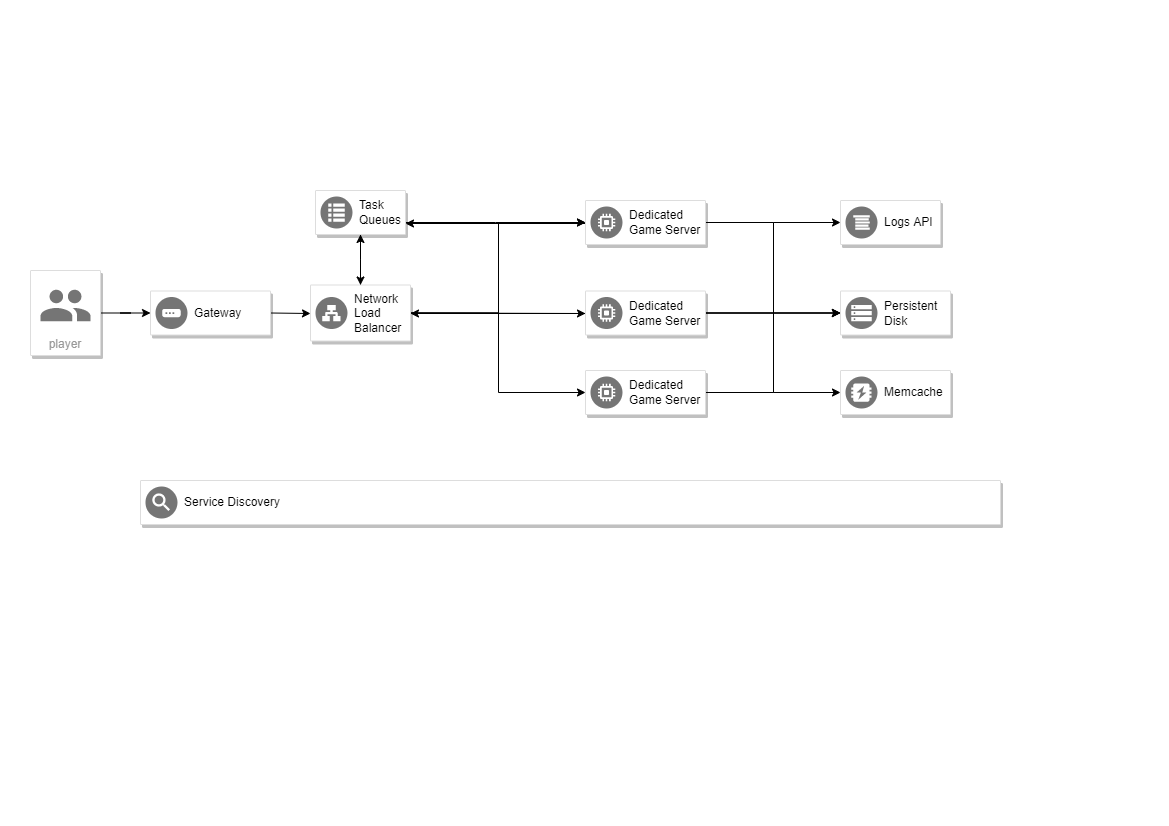 Task
Queues
Dedicated
Game Server
Logs API
player
Gateway
Network
Load
Balancer
Dedicated
Game Server
Persistent
Disk
Dedicated
Game Server
Memcache
Service Discovery